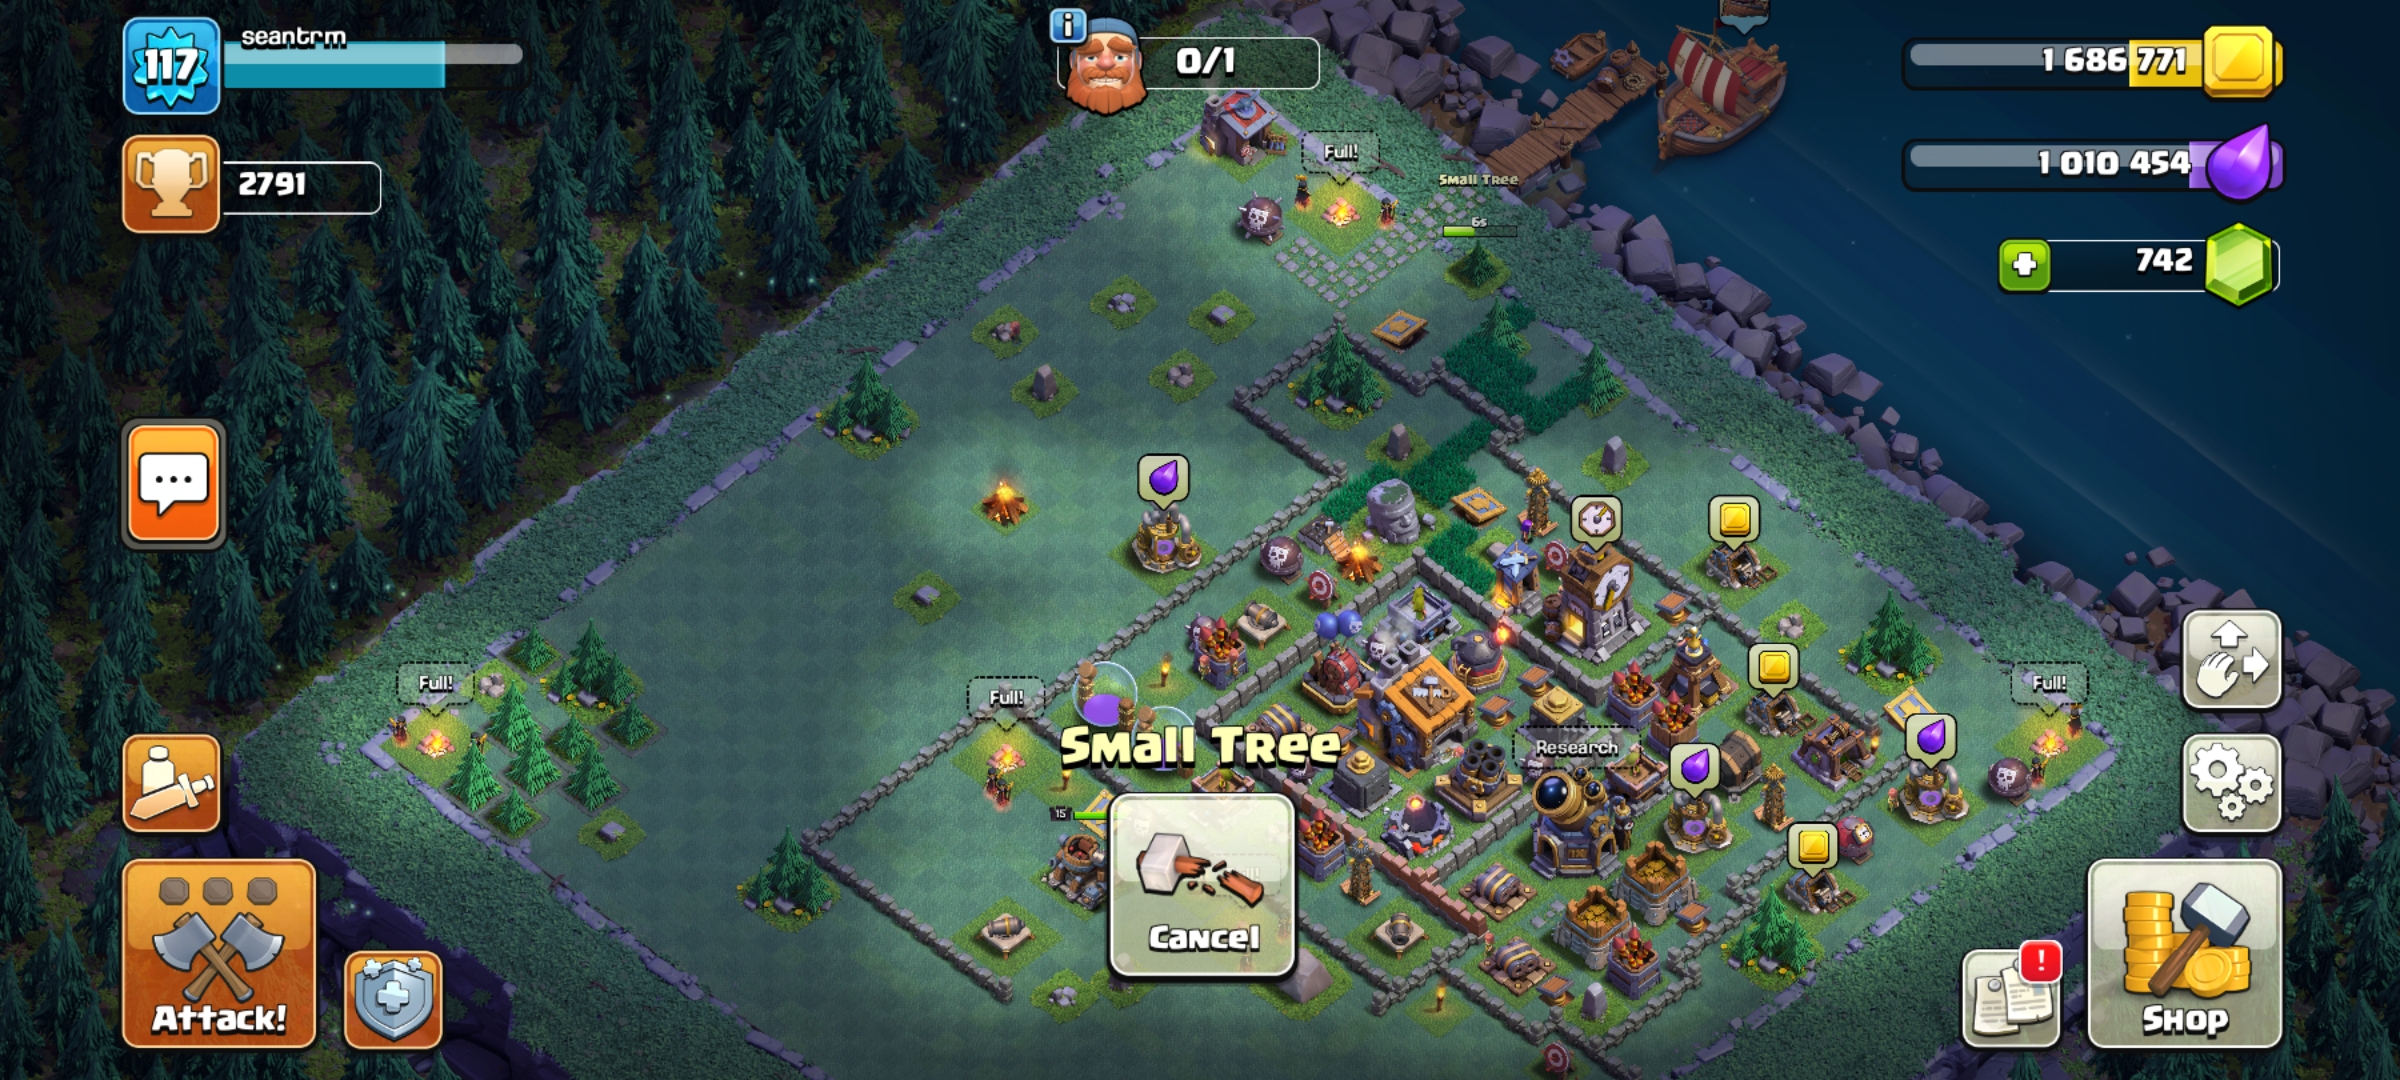 117
seantrm
i
0/1
1 686 771
2791
1 010 454
742
Full!
Small Tree
6s
Full!
Full!
Full!
Small Tree
Research
15
Cancel
Attack!
!
Shop